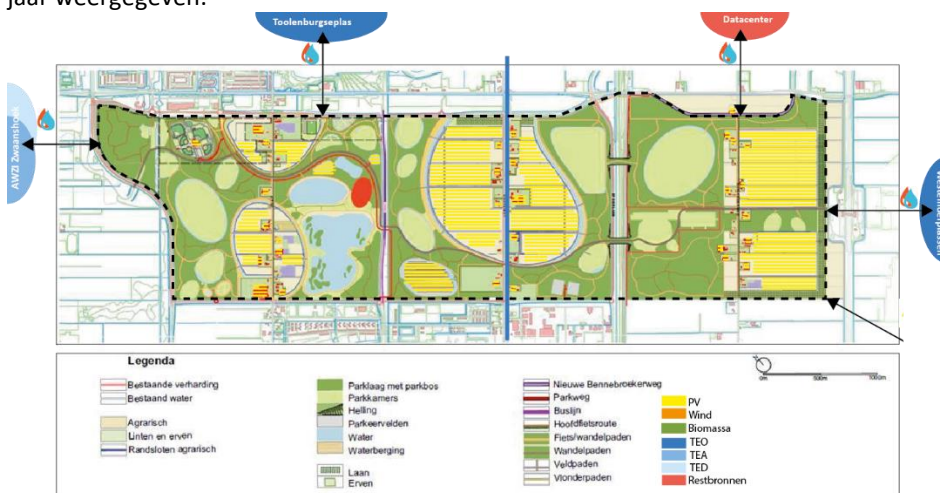 jaar weergegeven.
Toolenburgseplas
Datacenter
AWZI Zwaanshoek
Legenda
Bestaande verharding
Bestaand water
Agrarisch
Linten en erven
Randsloten agrarisch
Parklaag met parkbos
Parkkamers
Helling
Parkeervelden
Water
Waterberging
Laan
Erven
Nieuwe Bennebroekerweg
Parkweg
Buslijn
Hoofdfietsroute
Fiets/wandelpaden
Wandelpaden
Veldpaden
Vlonderpaden
PV
Wind
Biomassa
TEO
TEA
TED
Restbronnen
0m 500m